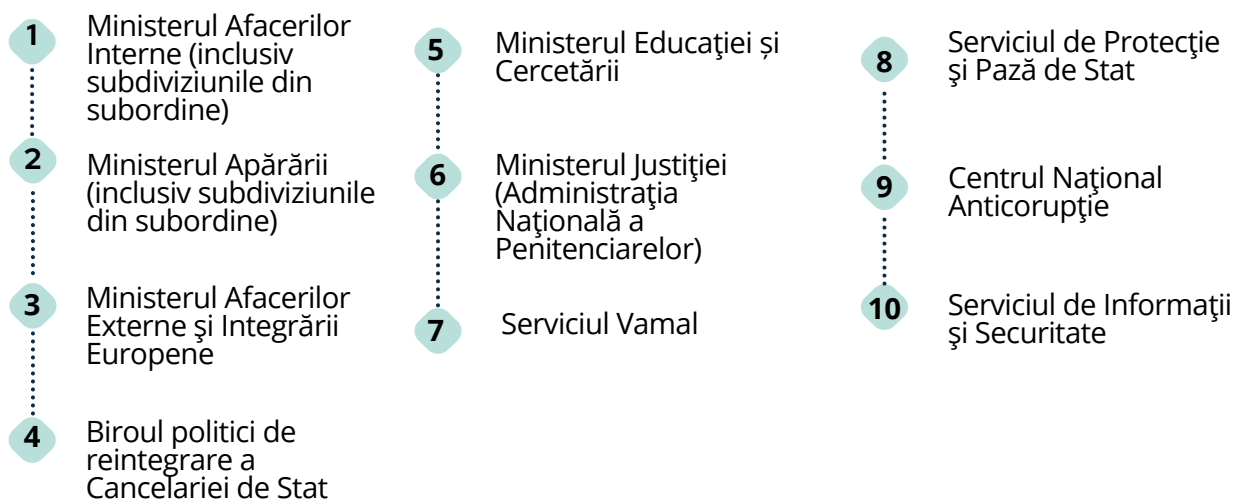 1
Ministerul Afacerilor
Interne (inclusiv
subdiviziunile din
subordine)
2
Ministerul Apărării
(inclusiv subdiviziunile
din subordine)
3
Ministerul Afacerilor
Externe şi Integrării
Europene
4
Biroul politici de
reintegrare a
Cancelariei de Stat
5
Ministerul Educaţiei și
Cercetării
6
Ministerul Justiţiei
(Administraţia
Naţională a
Penitenciarelor)
7
Serviciul Vamal
8
Serviciul de Protecţie
şi Pază de Stat
9
Centrul Naţional
Anticorupţie
10
Serviciul de Informaţii
şi Securitate